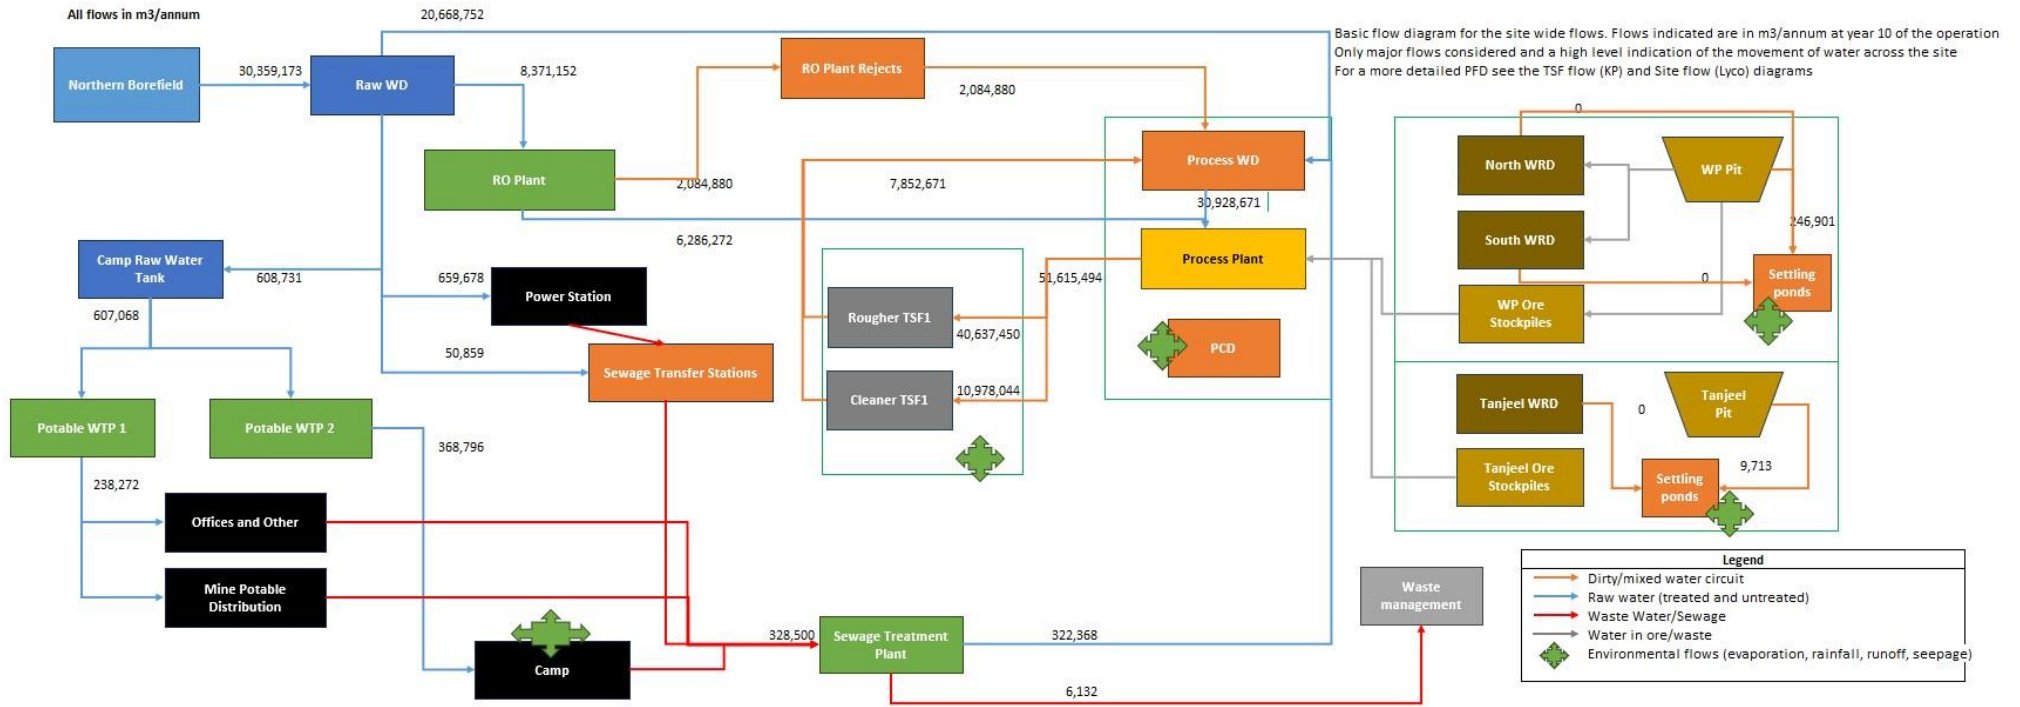 All flows in m3/annum
20,668,752
Basic flow diagram for the site wide flows. Flows indicated are in m3/annum at year 10 of the operation
Only major flows considered and a high level indication of the movement of water across the site
For a more detailed PFD see the TSF flow (KP) and Site flow (Lyco) diagrams
Northern Borefield
30,359,173
Raw WD
8,371,152
RO Plant Rejects
2,084,880
0
RO Plant
2,084,880
7,852,671
Process WD
30,928,671
North WRD
WP Pit
246,901
6,286,272
South WRD
0
Settling
ponds
Camp Raw Water
Tank
608,731
659,678
Power Station
51,615,494
Process Plant
WP Ore
Stockpiles
607,068
Rougher TSF1
40,637,450
PCD
50,859
Sewage Transfer Stations
Cleaner TSF1
10,978,044
Tanjeel WRD
0
Tanjeel
Pit
Potable WTP 1
Potable WTP 2
368,796
Tanjeel Ore
Stockpiles
9,713
Settling
ponds
238,272
Offices and Other
Mine Potable
Distribution
Waste
management
Camp
328,500
Sewage Treatment
Plant
322,368
6,132
Legend
Dirty/mixed water circuit
Raw water (treated and untreated)
Waste Water/Sewage
Water in ore/waste
Environmental flows (evaporation, rainfall, runoff, seepage)